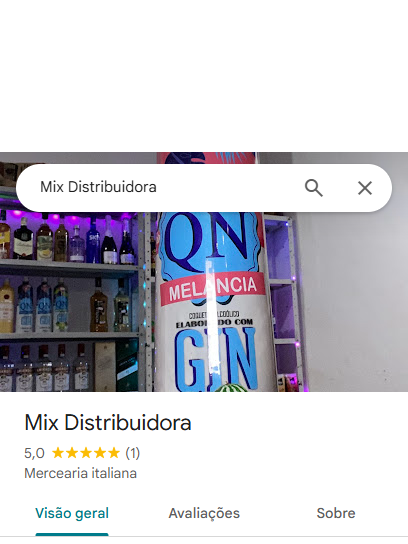 Mix Distribuidora
QN
MELANCIA
COQUETEL ALCOÓLICO
ELABORADO COM
GIN
Mix Distribuidora
5,0 ★★★★★ (1)
Mercearia italiana
Visão geral Avaliações Sobre